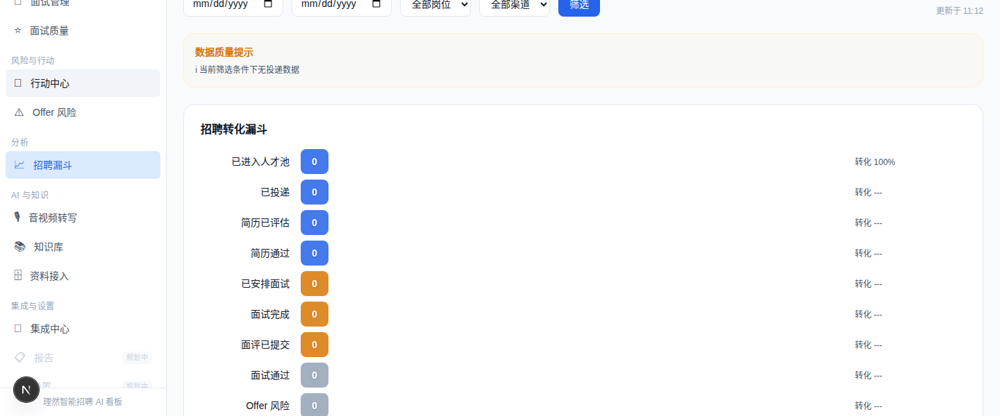 面试管理
面试质量
风险与行动
行动中心
Offer 风险
分析
招聘漏斗
AI 与知识
音视频转写
知识库
资料接入
集成与设置
集成中心
报告 规划中
置 规划中
N
理然智能招聘 AI 看板
mm/dd/yyyy mm/dd/yyyy 全部岗位 全部渠道 筛选
更新于 11:12
数据质量提示
i 当前筛选条件下无投递数据
招聘转化漏斗
已进入人才池 0 转化 100%
已投递 0 转化 ---
简历已评估 0 转化 ---
简历通过 0 转化 ---
已安排面试 0 转化 ---
面试完成 0 转化 ---
面评已提交 0 转化 ---
面试通过 0 转化 ---
Offer 风险 0 转化 ---